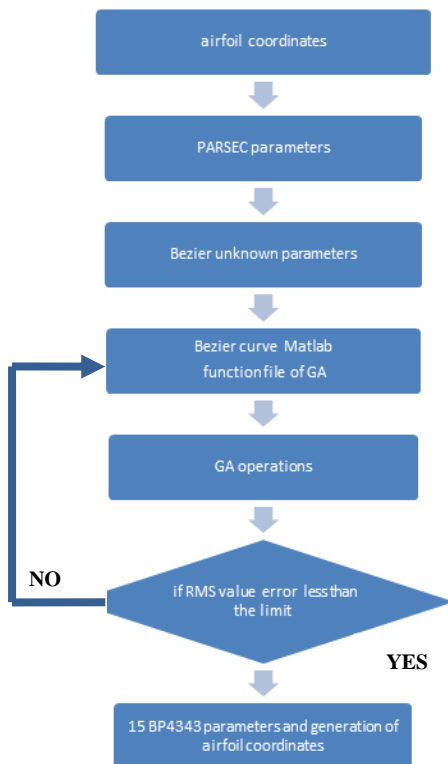 airfoil coordinates
PARSEC parameters
Bezier unknown parameters
Bezier curve Matlab
function file of GA
GA operations
if RMS value error less than
the limit
NO
YES
15 BP4343 parameters and generation of
airfoil coordinates